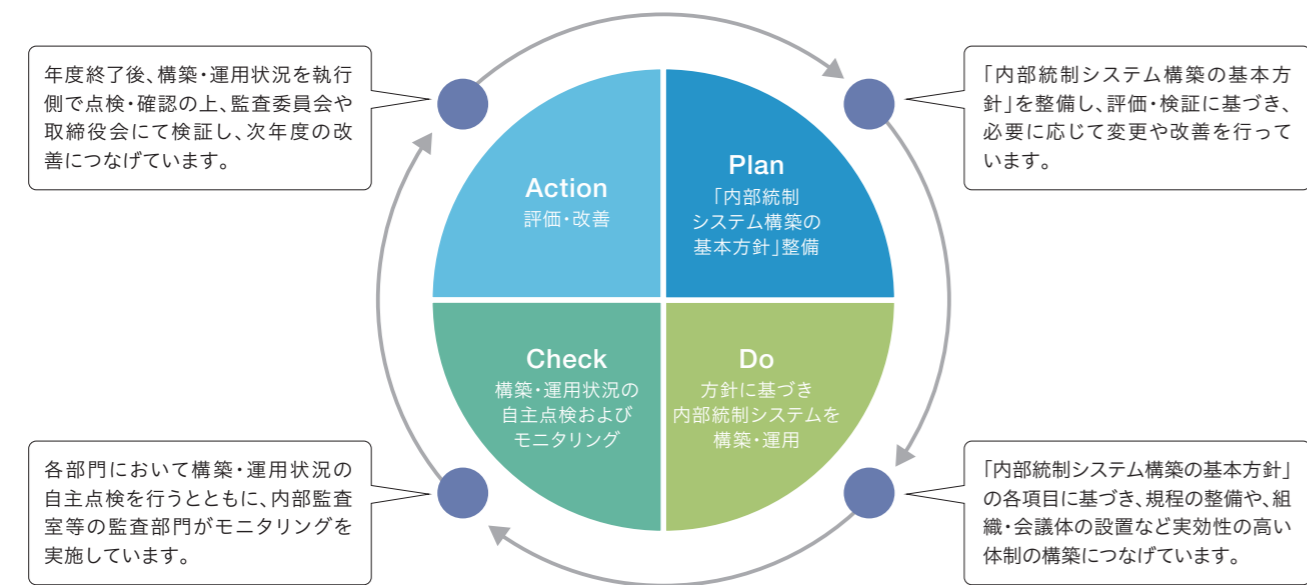 年度終了後、構築・運用状況を執行
側で点検・確認の上、監査委員会や
取締役会にて検証し、次年度の改
善につなげています。
「内部統制システム構築の基本方
針」を整備し、評価・検証に基づき、
必要に応じて変更や改善を行って
います。
Action
評価・改善
Plan
「内部統制
システム構築の
基本方針」整備
Check
構築・運用状況の
自主点検および
モニタリング
Do
方針に基づき
内部統制システムを
構築・運用
各部門において構築・運用状況の
自主点検を行うとともに、内部監査
室等の監査部門がモニタリングを
実施しています。
「内部統制システム構築の基本方針」
の各項目に基づき、規程の整備や、組
織・会議体の設置など実効性の高い
体制の構築につなげています。